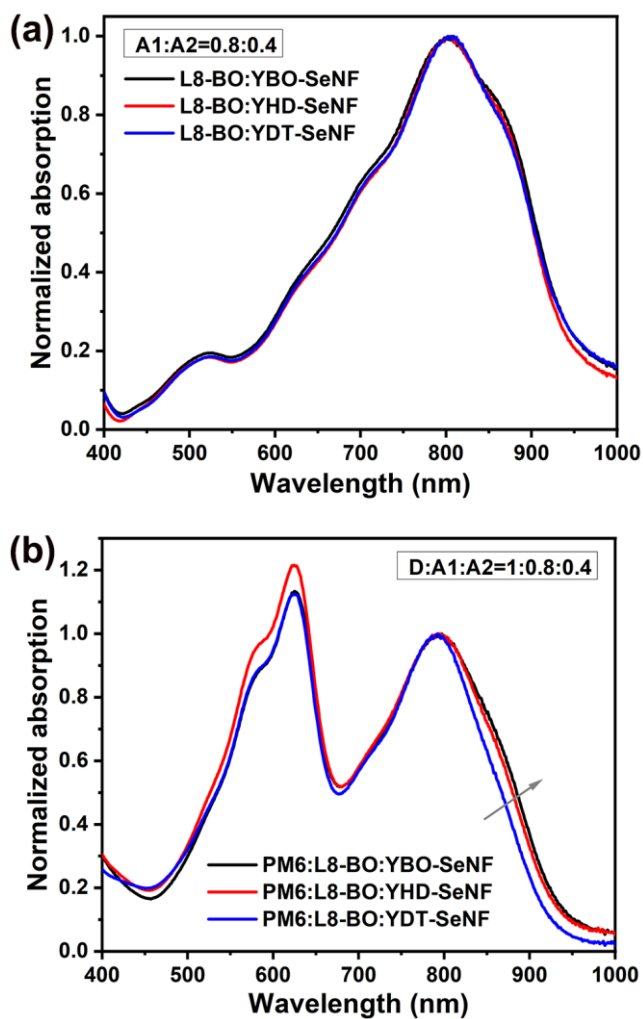 (a)
A1:A2=0.8:0.4
L8-BO:YBO-SeNF
L8-BO:YHD-SeNF
L8-BO:YDT-SeNF
Normalized absorption
1.0
0.8
0.6
0.4
0.2
0.0
400 500 600 700 800 900 1000
Wavelength (nm)
(b)
D:A1:A2=1:0.8:0.4
Normalized absorption
1.2
1.0
0.8
0.6
0.4
0.2
0.0
PM6:L8-BO:YBO-SeNF
PM6:L8-BO:YHD-SeNF
PM6:L8-BO:YDT-SeNF
400 500 600 700 800 900 1000
Wavelength (nm)